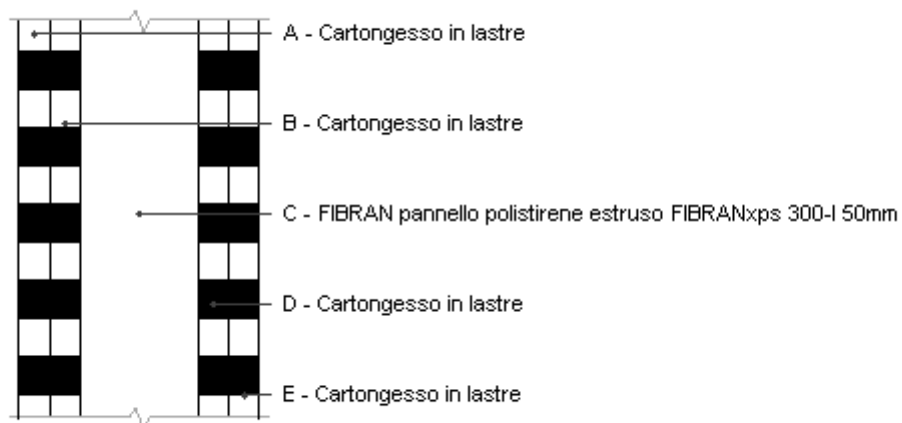 A - Cartongesso in lastre
B - Cartongesso in lastre
C - FIBRAN pannello polistirene estruso FIBRANxps 300-I 50mm
D - Cartongesso in lastre
E - Cartongesso in lastre